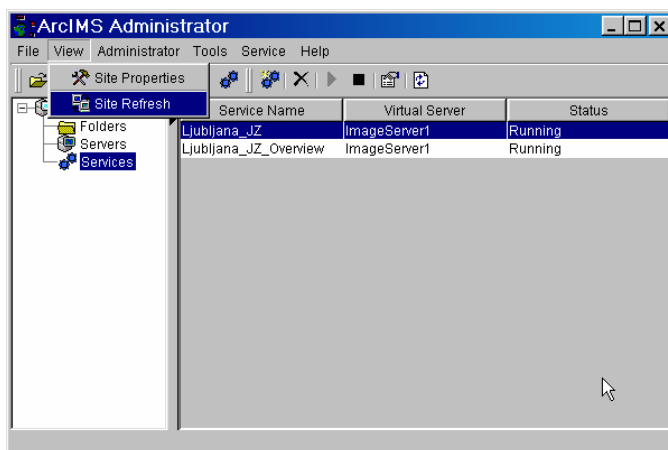 ArcIMS Administrator
File View Administrator Tools Service Help
Site Properties
Site Refresh
Service Name Virtual Server Status
Folders
Ljubljana_JZ ImageServer1 Running
Servers
Ljubljana_JZ_Overview ImageServer1 Running
Services